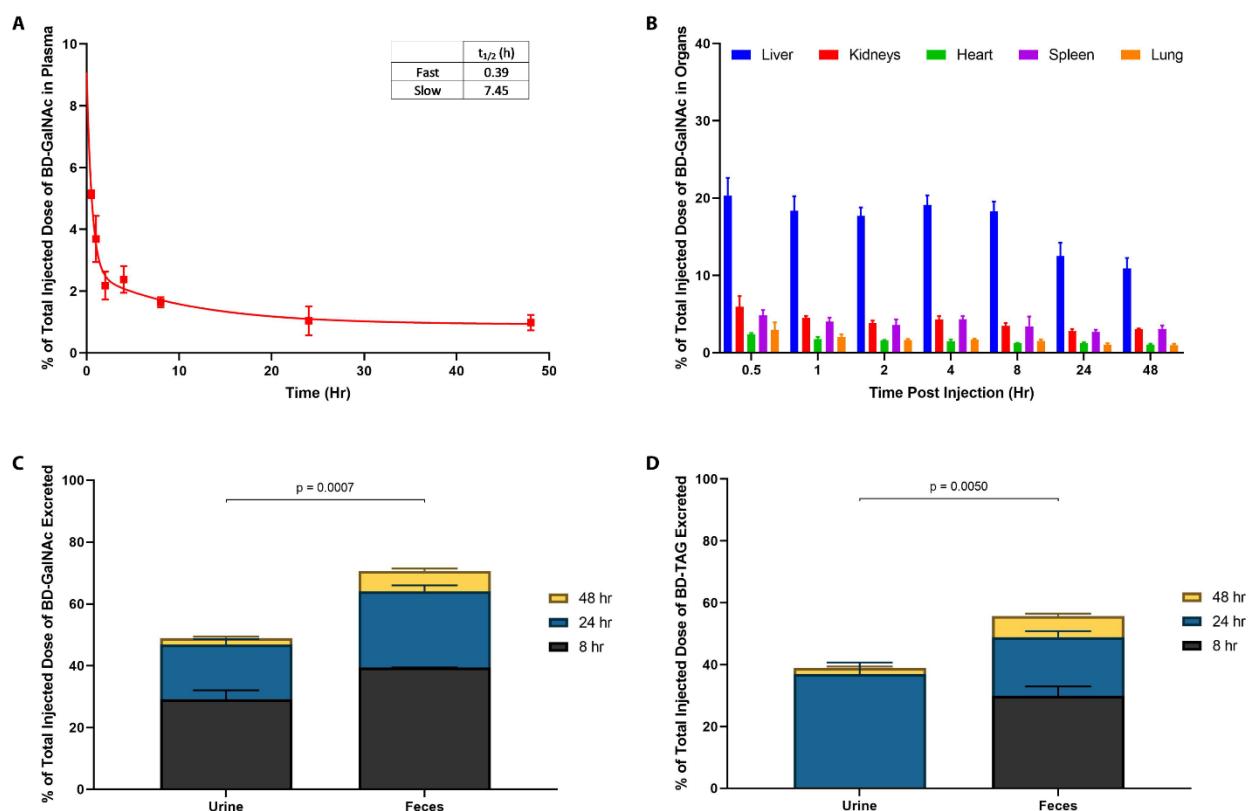 A
% of Total Injected Dose of BD-GalNAc in Plasma
10
8
6
4
2
0
t1/2 (h)
Fast 0.39
Slow 7.45
0 10 20 30 40 50
Time (Hr)
B
% of Total Injected Dose of BD-GalNAc in Organs
Liver Kidneys Heart Spleen Lung
40
30
20
10
0
0.5 1 2 4 8 24 48
Time Post Injection (Hr)
C
% of Total Injected Dose of BD-GalNAc Excreted
100
80
60
40
20
0
p = 0.0007
48 hr
24 hr
8 hr
Urine Feces
D
% of Total Injected Dose of BD-TAG Excreted
100
80
60
40
20
0
p = 0.0050
48 hr
24 hr
8 hr
Urine Feces